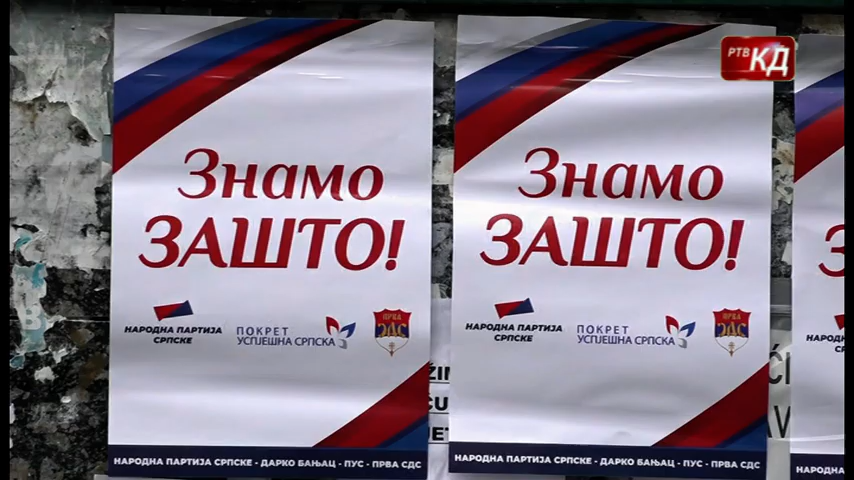 РТВ КД
Знамо
ЗАШТО!
НАРОДНА ПАРТИЈА
СРПСКЕ
ПОКРЕТ
УСПЈЕШНА СРПСКА
ПРВА
СДС
НАРОДНА ПАРТИЈА СРПСКЕ - ДАРКО БАЊАЦ - ПУС - ПРВА СДС
Знамо
ЗАШТО!
НАРОДНА ПАРТИЈА
СРПСКЕ
ПОКРЕТ
УСПЈЕШНА СРПСКА
ПРВА
СДС
НАРОДНА ПАРТИЈА СРПСКЕ - ДАРКО БАЊАЦ - ПУС - ПРВА СДС